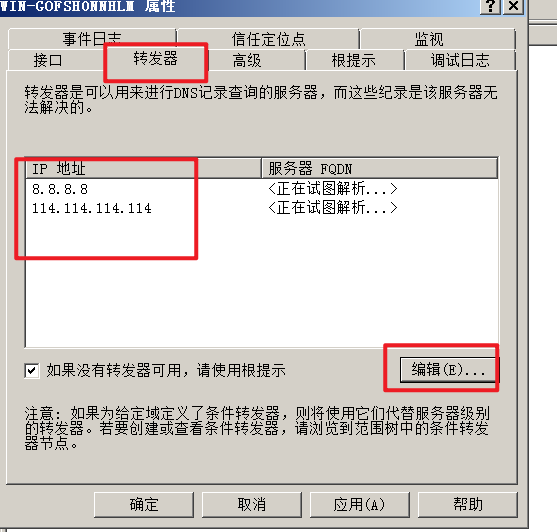 WIN-GOFSHONNHLM 属性
事件日志 信任定位点 监视
接口 转发器 高级 根提示 调试日志
转发器是可以用来进行DNS记录查询的服务器，而这些纪录是该服务器无
法解决的。
IP 地址 服务器 FQDN
8.8.8.8 <正在试图解析...>
114.114.114.114 <正在试图解析...>
如果没有转发器可用，请使用根提示 编辑(E)...
注意: 如果为给定域定义了条件转发器，则将使用它们代替服务器级别
的转发器。若要创建或查看条件转发器，请浏览到范围树中的条件转发
器节点。
确定 取消 应用(A) 帮助